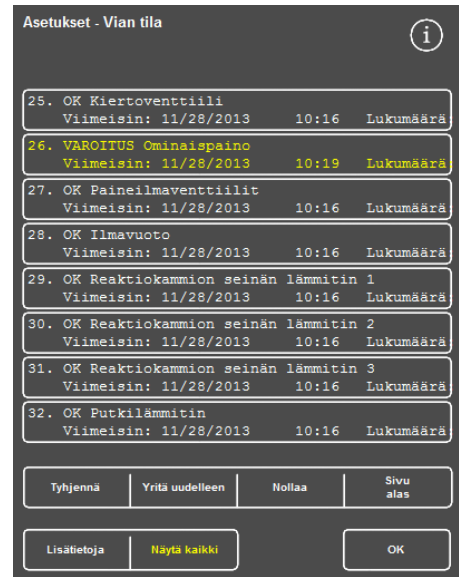 Asetukset - Vian tila
i
25. OK Kiertoventtiili
Viimeisin: 11/28/2013 10:16 Lukumäärä:
26. VAROITUS Ominaispaino
Viimeisin: 11/28/2013 10:19 Lukumäärä:
27. OK Paineilmaventtiilit
Viimeisin: 11/28/2013 10:16 Lukumäärä:
28. OK Ilmavuoto
Viimeisin: 11/28/2013 10:16 Lukumäärä:
29. OK Reaktiokammion seinän lämmitin 1
Viimeisin: 11/28/2013 10:16 Lukumäärä:
30. OK Reaktiokammion seinän lämmitin 2
Viimeisin: 11/28/2013 10:16 Lukumäärä:
31. OK Reaktiokammion seinän lämmitin 3
Viimeisin: 11/28/2013 10:16 Lukumäärä:
32. OK Putkilämmitin
Viimeisin: 11/28/2013 10:16 Lukumäärä:
Tyhjennä Yritä uudelleen Nollaa Sivu
alas
Lisätietoja Näytä kaikki OK